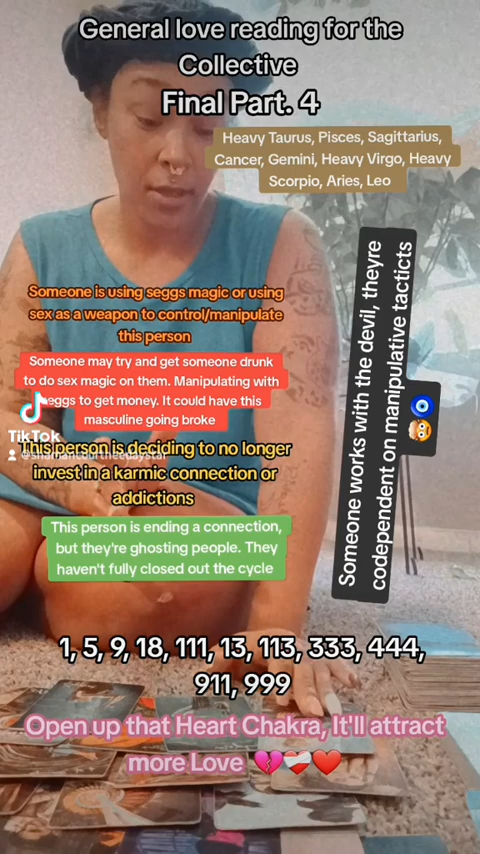 General love reading for the
Collective
Final Part. 4
Heavy Taurus, Pisces, Sagittarius,
Cancer, Gemini, Heavy Virgo, Heavy
Scorpio, Aries, Leo
Someone is using seggs magic or using
sex as a weapon to control/manipulate
this person
Someone may try and get someone drunk
to do sex magic on them. Manipulating with
eggs to get money. It could have this
masculine going broke
TikTok
This person is deciding to no longer
invest in a karmic connection or
addictions
This person is ending a connection,
but they're ghosting people. They
haven't fully closed out the cycle
Someone works with the devil, theyre
codependent on manipulative tacticts
1, 5, 9, 18, 111, 13, 113, 333, 444,
911, 999
Open up that Heart Chakra, It'll attract
more Love